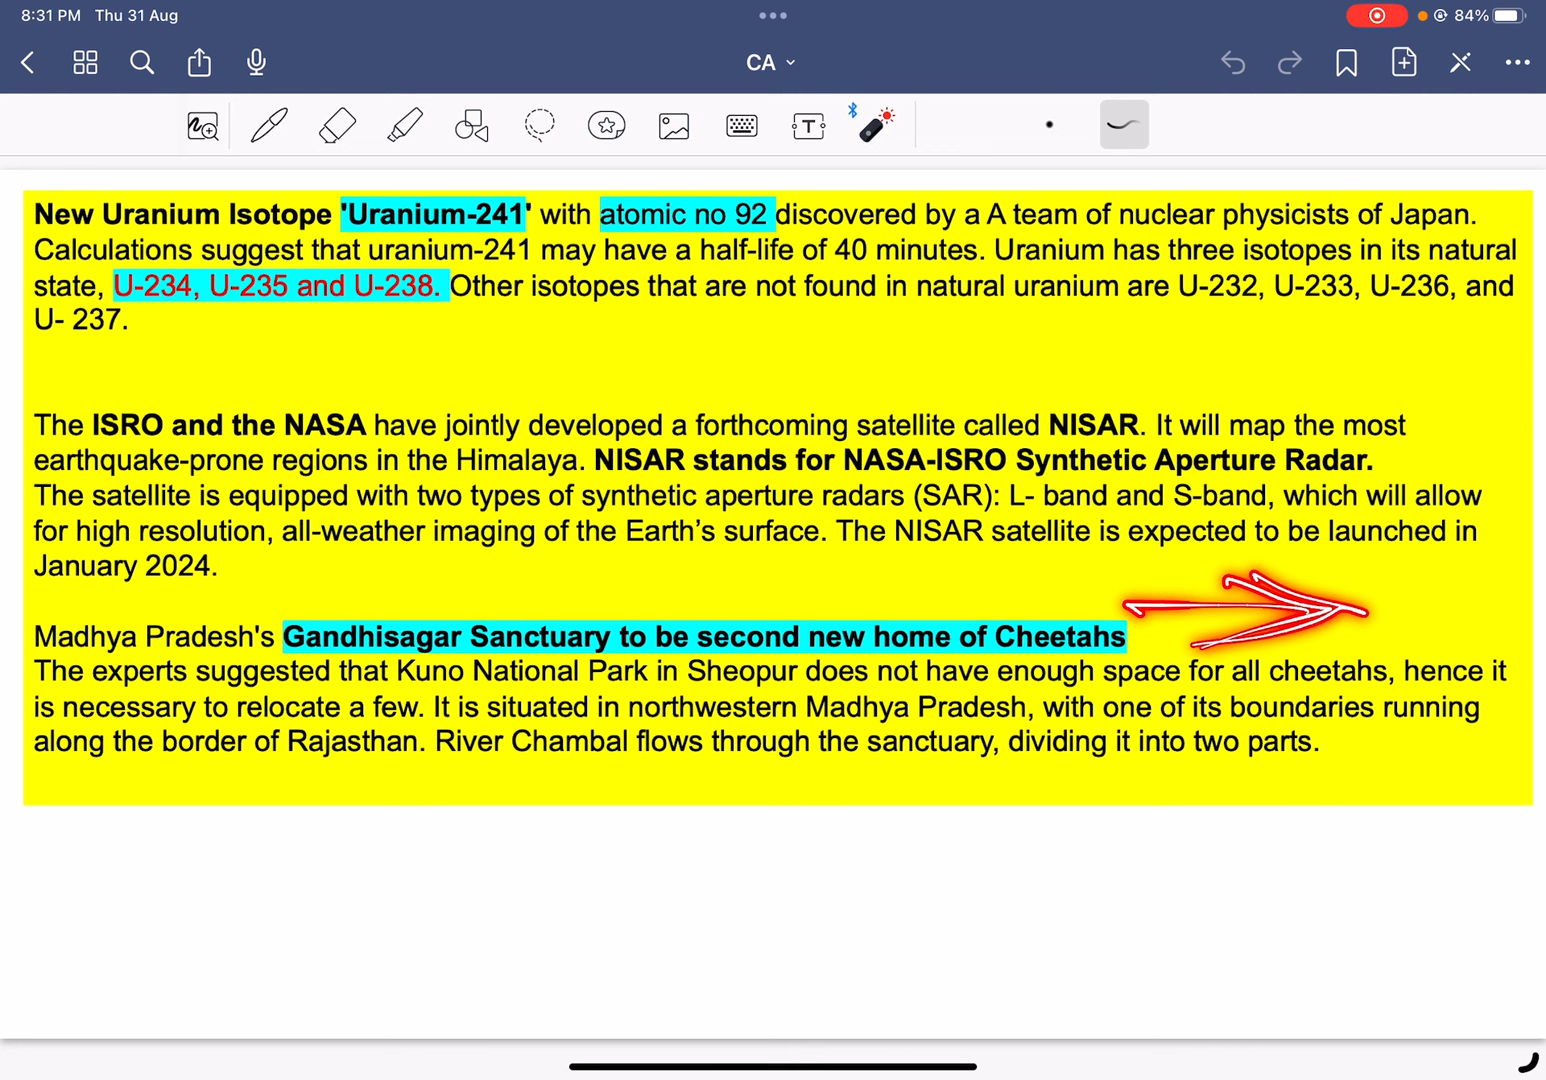 8:31 PM Thu 31 Aug
84%
CA
T
New Uranium Isotope 'Uranium-241' with atomic no 92 discovered by a A team of nuclear physicists of Japan.
Calculations suggest that uranium-241 may have a half-life of 40 minutes. Uranium has three isotopes in its natural
state, U-234, U-235 and U-238. Other isotopes that are not found in natural uranium are U-232, U-233, U-236, and
U- 237.
The ISRO and the NASA have jointly developed a forthcoming satellite called NISAR. It will map the most
earthquake-prone regions in the Himalaya. NISAR stands for NASA-ISRO Synthetic Aperture Radar.
The satellite is equipped with two types of synthetic aperture radars (SAR): L- band and S-band, which will allow
for high resolution, all-weather imaging of the Earth’s surface. The NISAR satellite is expected to be launched in
January 2024.
Madhya Pradesh's Gandhisagar Sanctuary to be second new home of Cheetahs
The experts suggested that Kuno National Park in Sheopur does not have enough space for all cheetahs, hence it
is necessary to relocate a few. It is situated in northwestern Madhya Pradesh, with one of its boundaries running
along the border of Rajasthan. River Chambal flows through the sanctuary, dividing it into two parts.